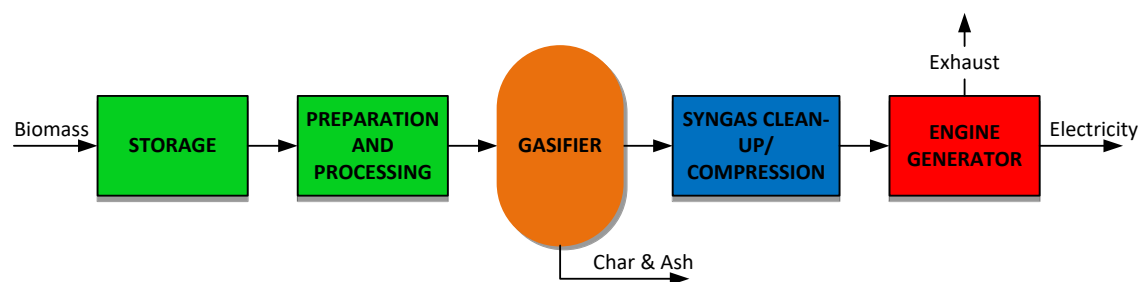 Exhaust
Biomass
STORAGE
PREPARATION
AND
PROCESSING
GASIFIER
SYNGAS CLEAN-
UP/
COMPRESSION
ENGINE
GENERATOR
Electricity
Char & Ash